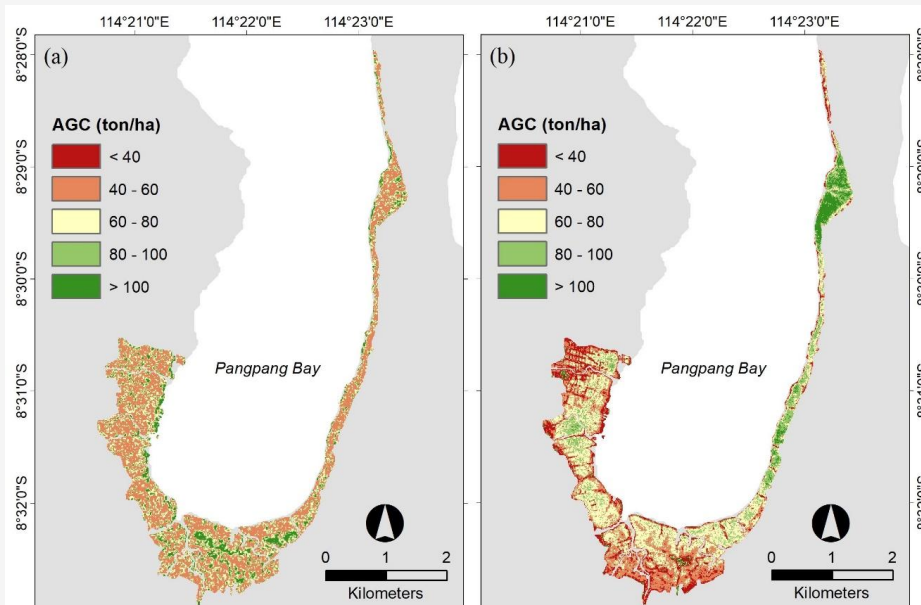 114°21'0"E 114°22'0"E 114°23'0"E
(a)
8°28'0"S
8°29'0"S
8°30'0"S
8°31'0"S
8°32'0"S
AGC (ton/ha)
< 40
40 - 60
60 - 80
80 - 100
> 100
Pangpang Bay
0 1 2
Kilometers
114°21'0"E 114°22'0"E 114°23'0"E
(b)
AGC (ton/ha)
< 40
40 - 60
60 - 80
80 - 100
> 100
Pangpang Bay
0 1 2
Kilometers